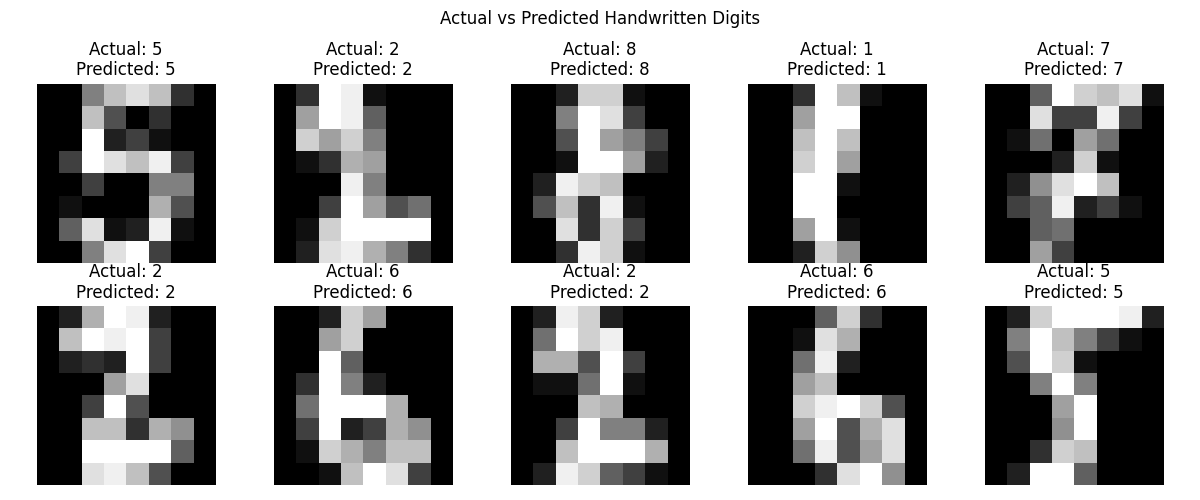 Actual vs Predicted Handwritten Digits
Actual: 5
Predicted: 5
Actual: 2
Predicted: 2
Actual: 8
Predicted: 8
Actual: 1
Predicted: 1
Actual: 7
Predicted: 7
Actual: 2
Predicted: 2
Actual: 6
Predicted: 6
Actual: 2
Predicted: 2
Actual: 6
Predicted: 6
Actual: 5
Predicted: 5